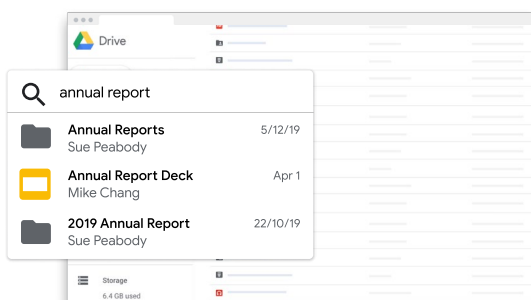 Drive
annual report
Annual Reports 5/12/19
Sue Peabody
Annual Report Deck Apr 1
Mike Chang
2019 Annual Report 22/10/19
Sue Peabody
Storage
6.4 GB used